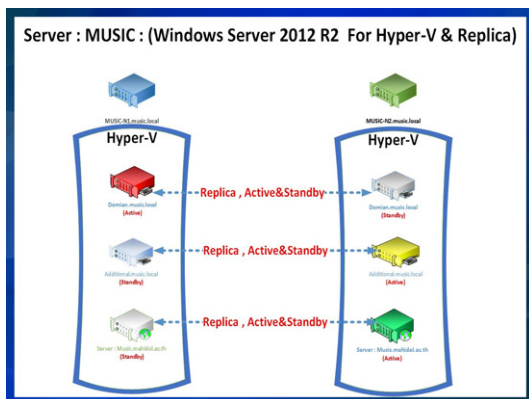 Server : MUSIC : (Windows Server 2012 R2 For Hyper-V & Replica)
MUSIC-N1.music.local
MUSIC-N2.music.local
Hyper-V
Hyper-V
Replica , Active&Standby
Domian.music.local
(Active)
Domian.music.local
(Standby)
Replica , Active&Standby
Additional.music.local
(Standby)
Additional.music.local
(Active)
Replica , Active&Standby
Server : Music.mahidol.ac.th
(Standby)
Server : Music.mahidol.ac.th
(Active)